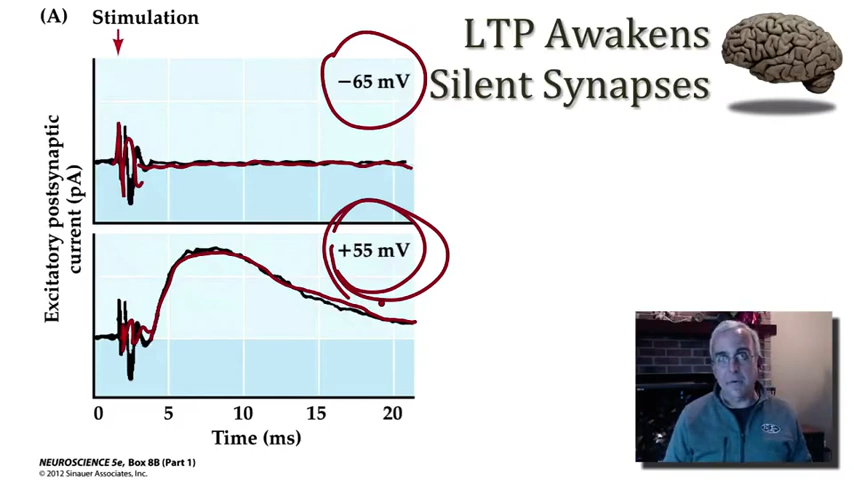 (A) Stimulation
LTP Awakens
Silent Synapses
−65 mV
+55 mV
Excitatory postsynaptic
current (pA)
0 5 10 15 20
Time (ms)
NEUROSCIENCE 5e, Box 8B (Part 1)
© 2012 Sinauer Associates, Inc.